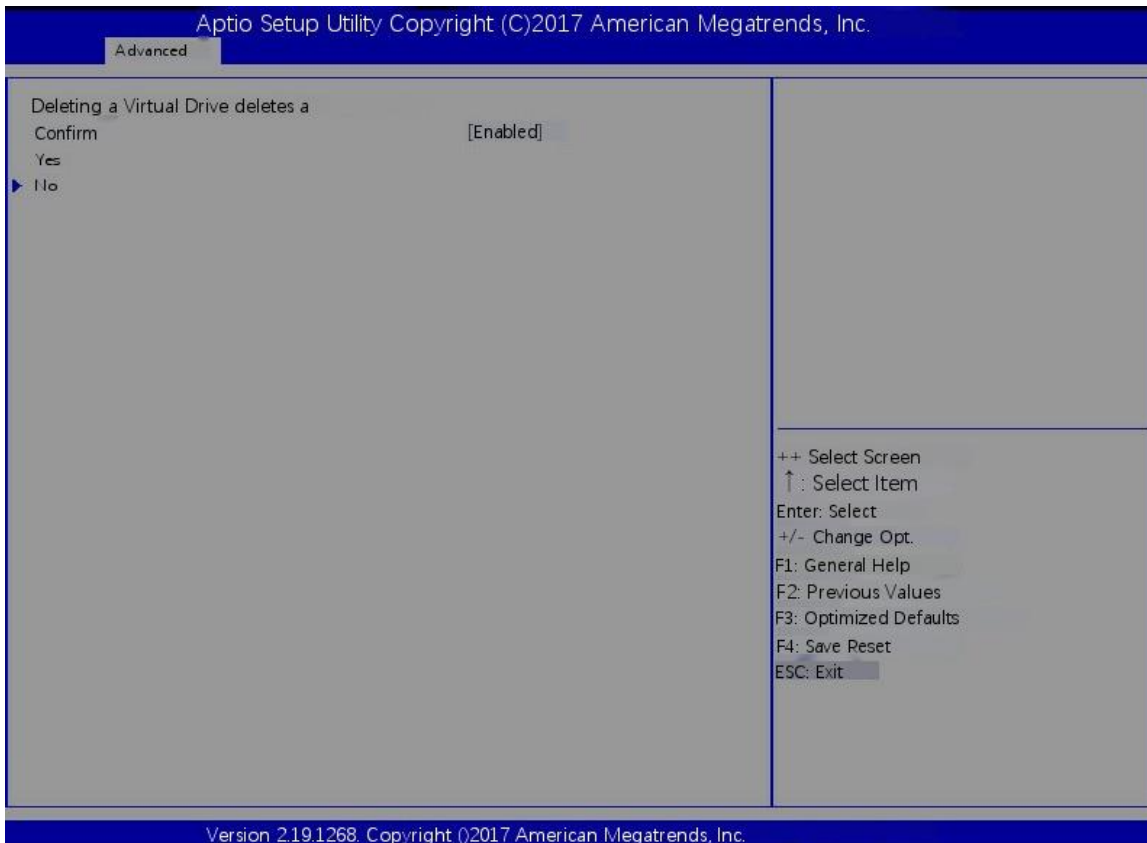 Aptio Setup Utility Copyright (C)2017 American Megatrends, Inc.
Advanced
Deleting a Virtual Drive deletes a
Confirm [Enabled]
Yes
No
++ Select Screen
↑ : Select Item
Enter: Select
+/- Change Opt.
F1: General Help
F2: Previous Values
F3: Optimized Defaults
F4: Save Reset
ESC: Exit
Version 2.19.1268. Copyright ()2017 American Megatrends, Inc.